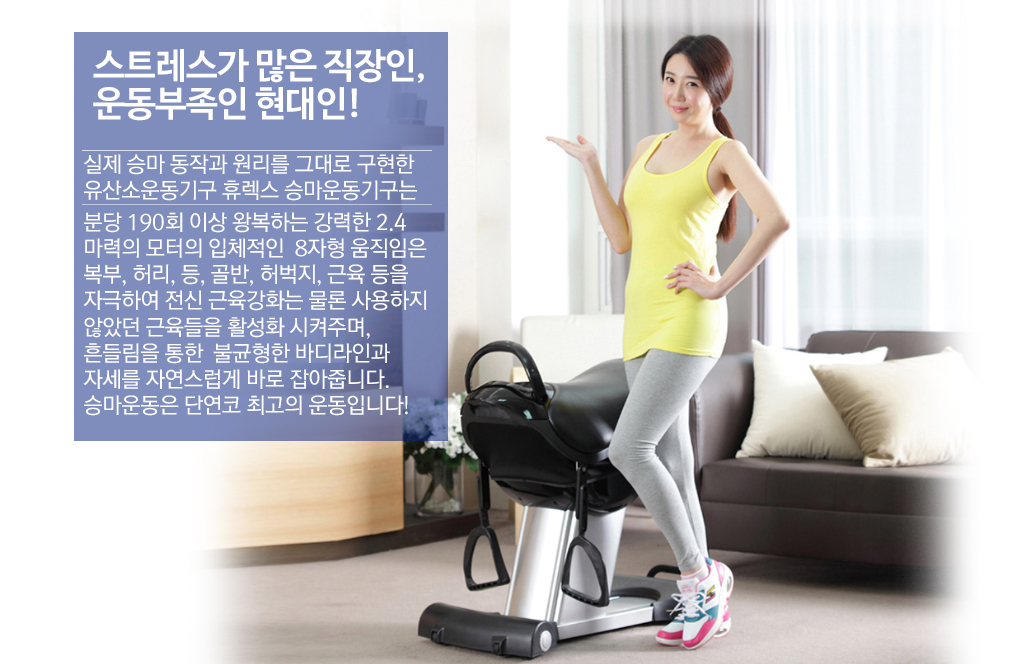 스트레스가 많은 직장인,
운동부족인 현대인!
실제 승마 동작과 원리를 그대로 구현한
유산소운동기구 휴렉스 승마운동기구는
분당 190회 이상 왕복하는 강력한 2.4
마력의 모터의 입체적인 8자형 움직임은
복부, 허리, 등, 골반, 허벅지, 근육 등을
자극하여 전신 근육강화는 물론 사용하지
않았던 근육들을 활성화 시켜주며,
흔들림을 통한 불균형한 바디라인과
자세를 자연스럽게 바로 잡아줍니다.
승마운동은 단연코 최고의 운동입니다!